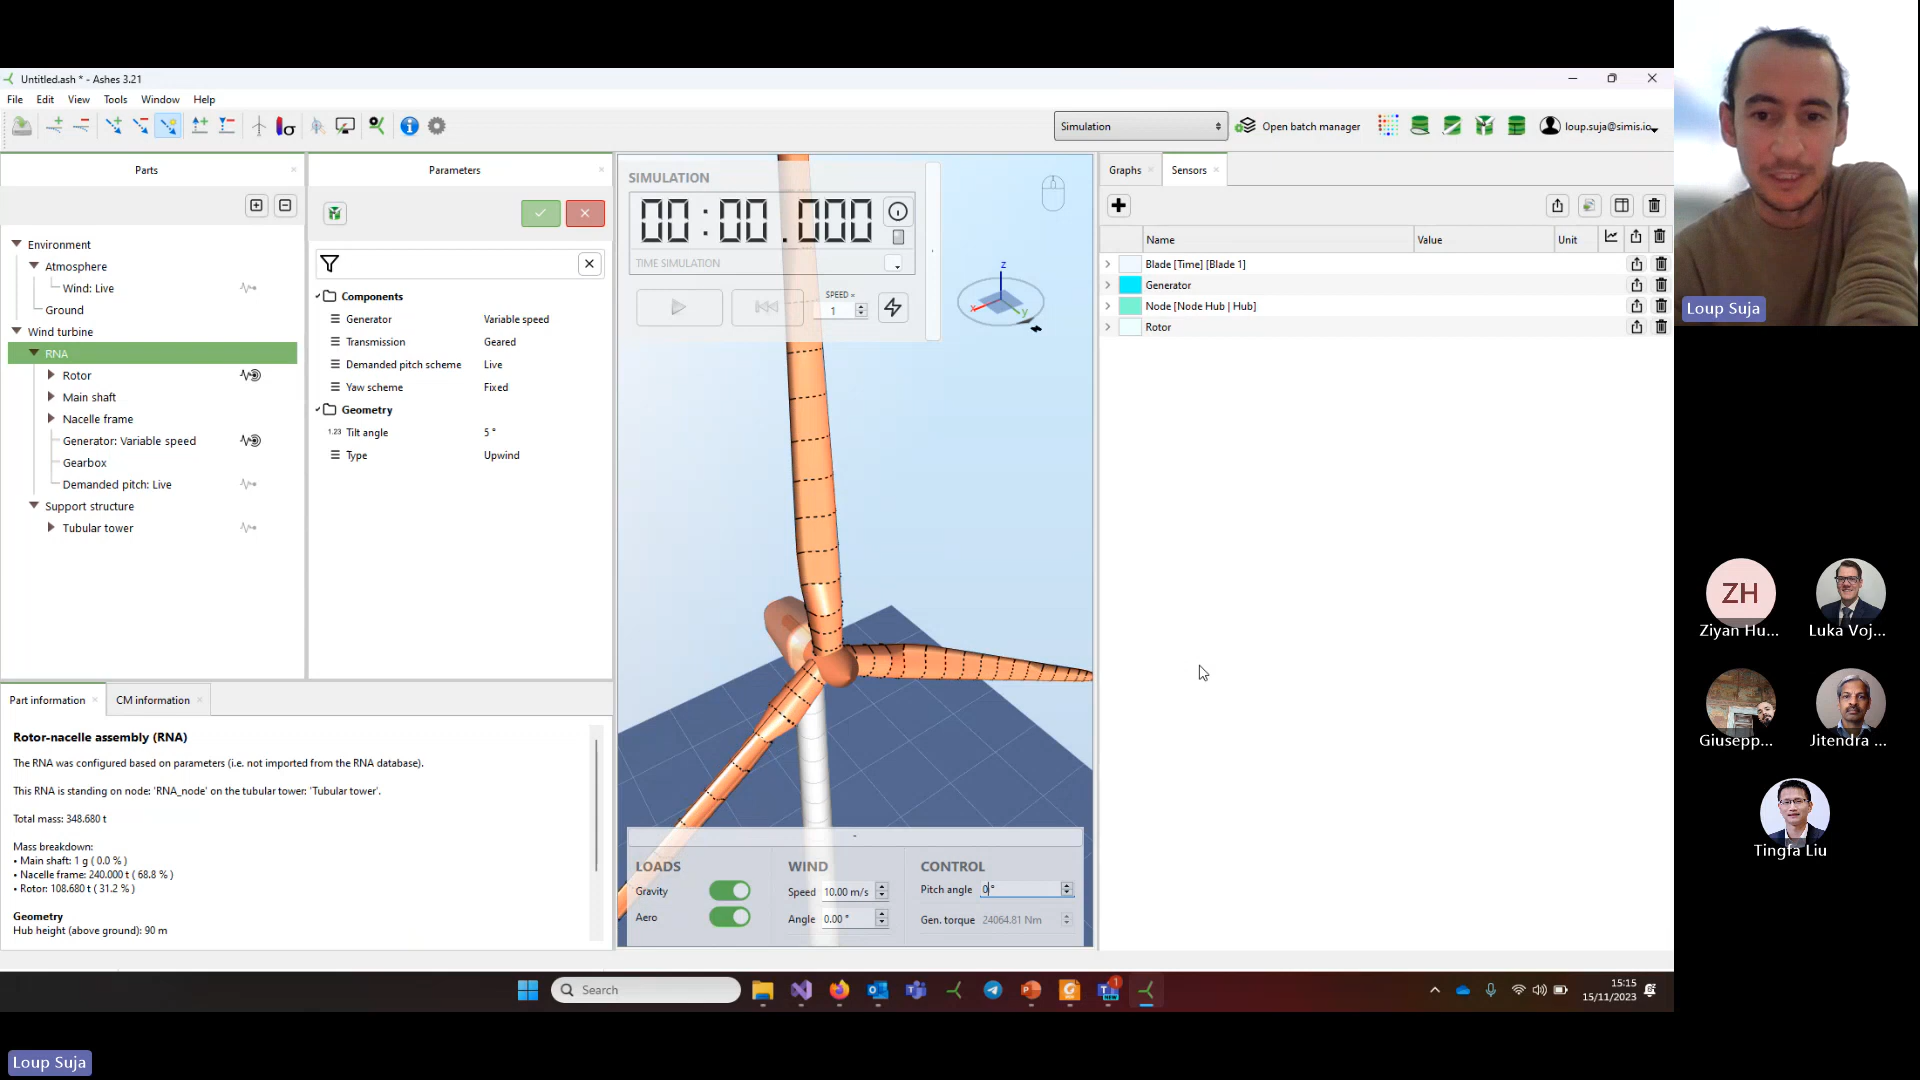 Untitled.ash * - Ashes 3.21
File Edit View Tools Window Help
Simulation
Open batch manager
loup.suja@simis.io
Parts
Parameters
Environment
Atmosphere
Wind: Live
Ground
Wind turbine
RNA
Rotor
Main shaft
Nacelle frame
Generator: Variable speed
Gearbox
Demanded pitch: Live
Support structure
Tubular tower
Components
Generator Variable speed
Transmission Geared
Demanded pitch scheme Live
Yaw scheme Fixed
Geometry
1.23 Tilt angle 5 °
Type Upwind
SIMULATION
00:00.000
TIME SIMULATION
SPEED =
1
z
x
y
LOADS
Gravity
Aero
WIND
Speed 10.00 m/s
Angle 0.00 °
CONTROL
Pitch angle 0 °
Gen. torque 24064.81 Nm
Graphs Sensors
Name Value Unit
Blade [Time] [Blade 1]
Generator
Node [Node Hub | Hub]
Rotor
Part information CM information
Rotor-nacelle assembly (RNA)
The RNA was configured based on parameters (i.e. not imported from the RNA database).
This RNA is standing on node: 'RNA_node' on the tubular tower: 'Tubular tower'.
Total mass: 348.680 t
Mass breakdown:
• Main shaft: 1 g ( 0.0 % )
• Nacelle frame: 240.000 t ( 68.8 % )
• Rotor: 108.680 t ( 31.2 % )
Geometry
Hub height (above ground): 90 m
Search
1
15:15
15/11/2023
Loup Suja
ZH
Ziyan Hu...
Luka Voj...
Giusepp...
Jitendra ...
Tingfa Liu
Loup Suja